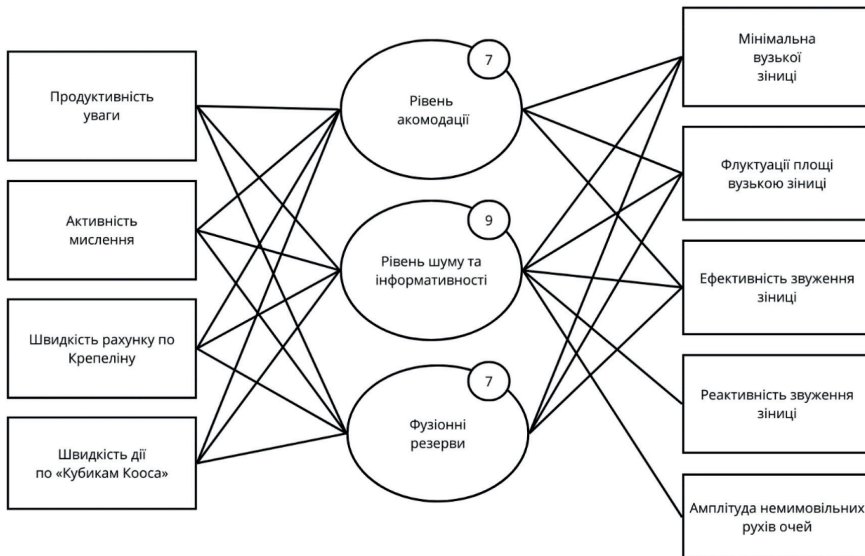 Продуктивність
уваги
Активність
мислення
Швидкість рахунку по
Крепеліну
Швидкість дії
по «Кубикам Кооса»
7
Рівень
акомодації
9
Рівень шуму та
інформативності
7
Фузіонні
резерви
Мінімальна
вузької
зіниці
Флуктуації площі
вузькою зіниці
Ефективність звуження
зіниці
Реактивність звуження
зіниці
Амплітуда немимовільних
рухів очей